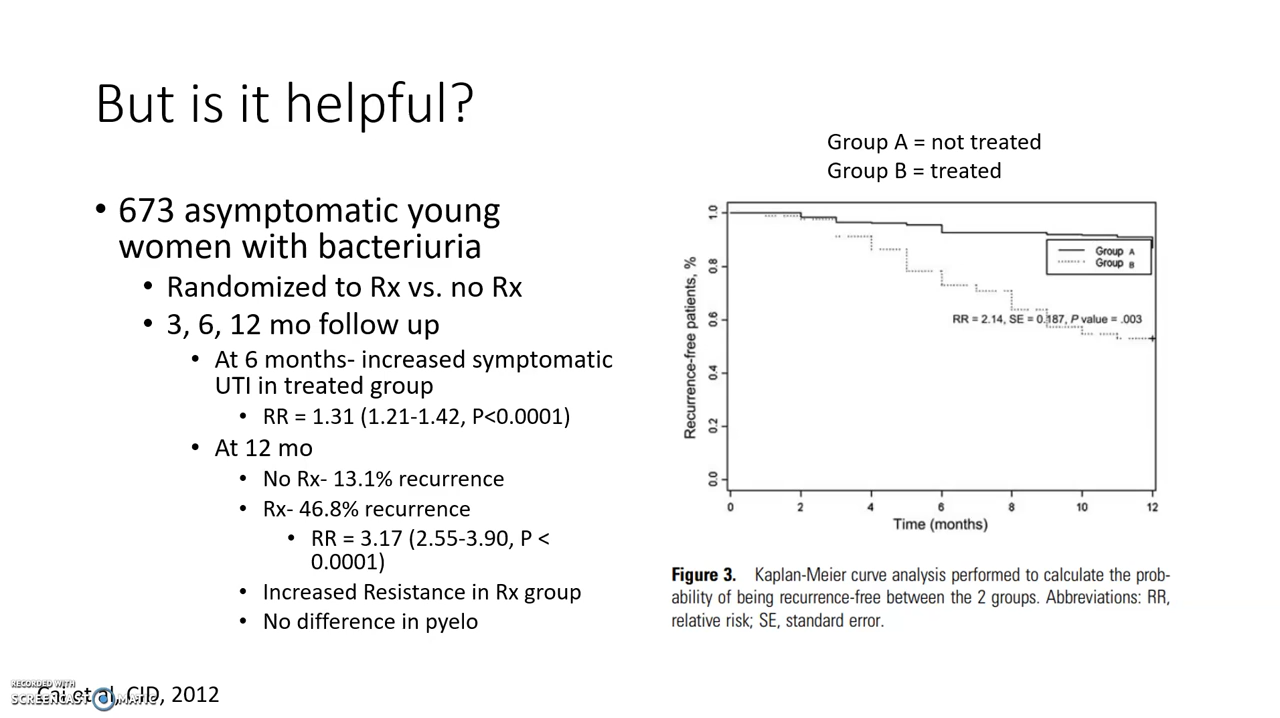 But is it helpful?
Group A = not treated
Group B = treated
• 673 asymptomatic young
women with bacteriuria
• Randomized to Rx vs. no Rx
• 3, 6, 12 mo follow up
• At 6 months- increased symptomatic
UTI in treated group
• RR = 1.31 (1.21-1.42, P<0.0001)
• At 12 mo
• No Rx- 13.1% recurrence
• Rx- 46.8% recurrence
• RR = 3.17 (2.55-3.90, P <
0.0001)
• Increased Resistance in Rx group
• No difference in pyelo
Recurrence-free patients, %
1.0
0.8
0.6
0.4
0.2
0.0
Group A
Group B
RR = 2.14, SE = 0.187, P value = .003
0 2 4 6 8 10 12
Time (months)
Figure 3. Kaplan-Meier curve analysis performed to calculate the prob-
ability of being recurrence-free between the 2 groups. Abbreviations: RR,
relative risk; SE, standard error.
Cai et al, CID, 2012
RECORDED WITH
SCREENCAST MATIC